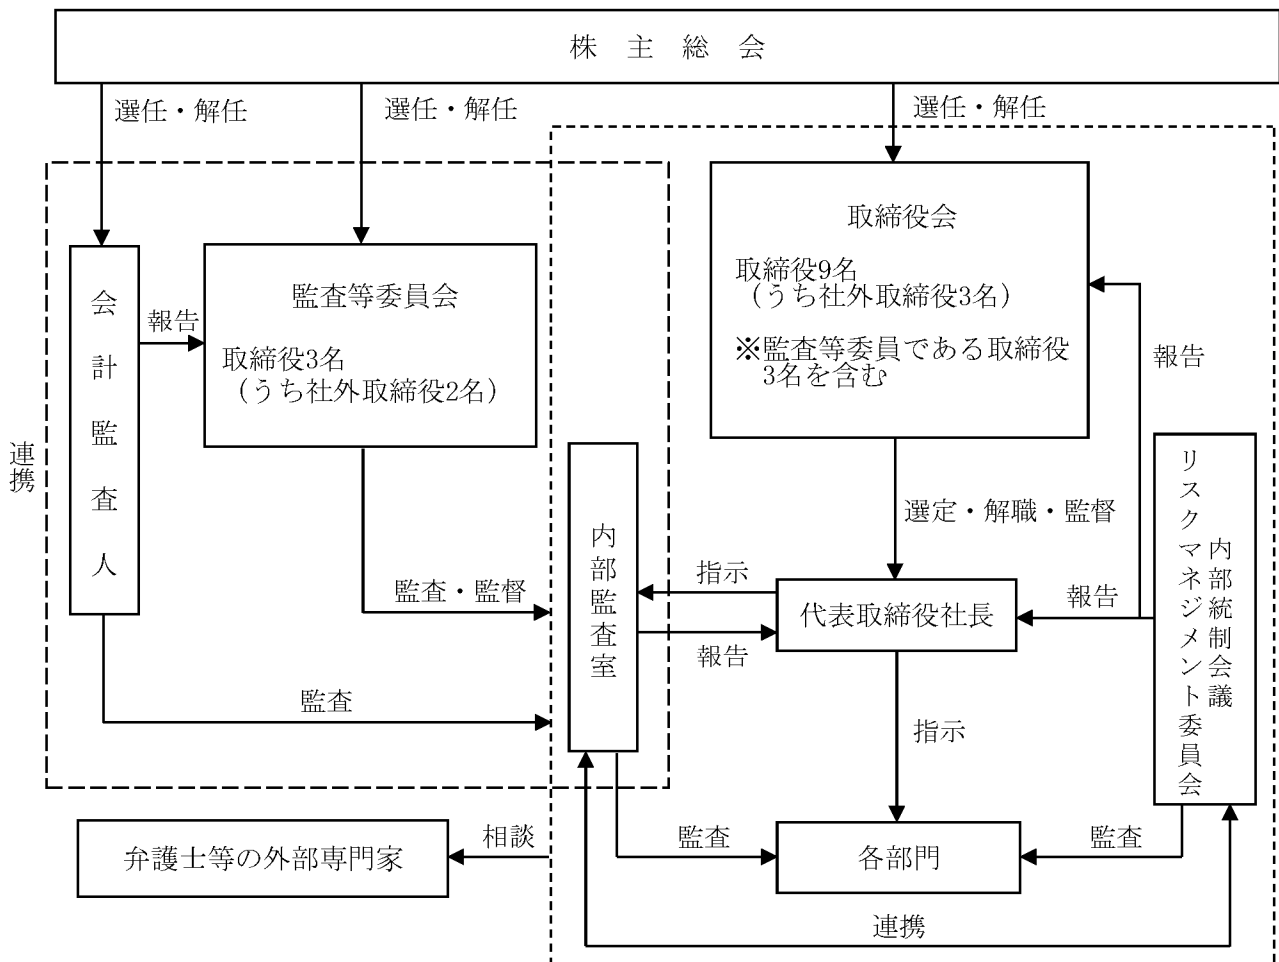 株主総会
選任・解任
選任・解任
選任・解任
取締役会
取締役9名
（うち社外取締役3名）
※監査等委員である取締役
3名を含む
監査等委員会
取締役3名
（うち社外取締役2名）
会計監査人
報告
報告
連携
内部監査室
選定・解職・監督
監査・監督
指示
報告
代表取締役社長
報告
内部統制会議
リスクマネジメント委員会
監査
指示
弁護士等の外部専門家
相談
監査
各部門
監査
連携